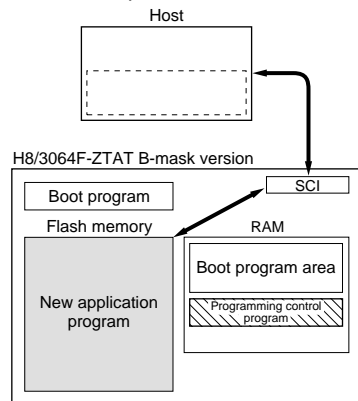 Host
H8/3064F-ZTAT B-mask version
SCI
Boot program
Flash memory
RAM
Boot program area
New application
program
Programming control
program